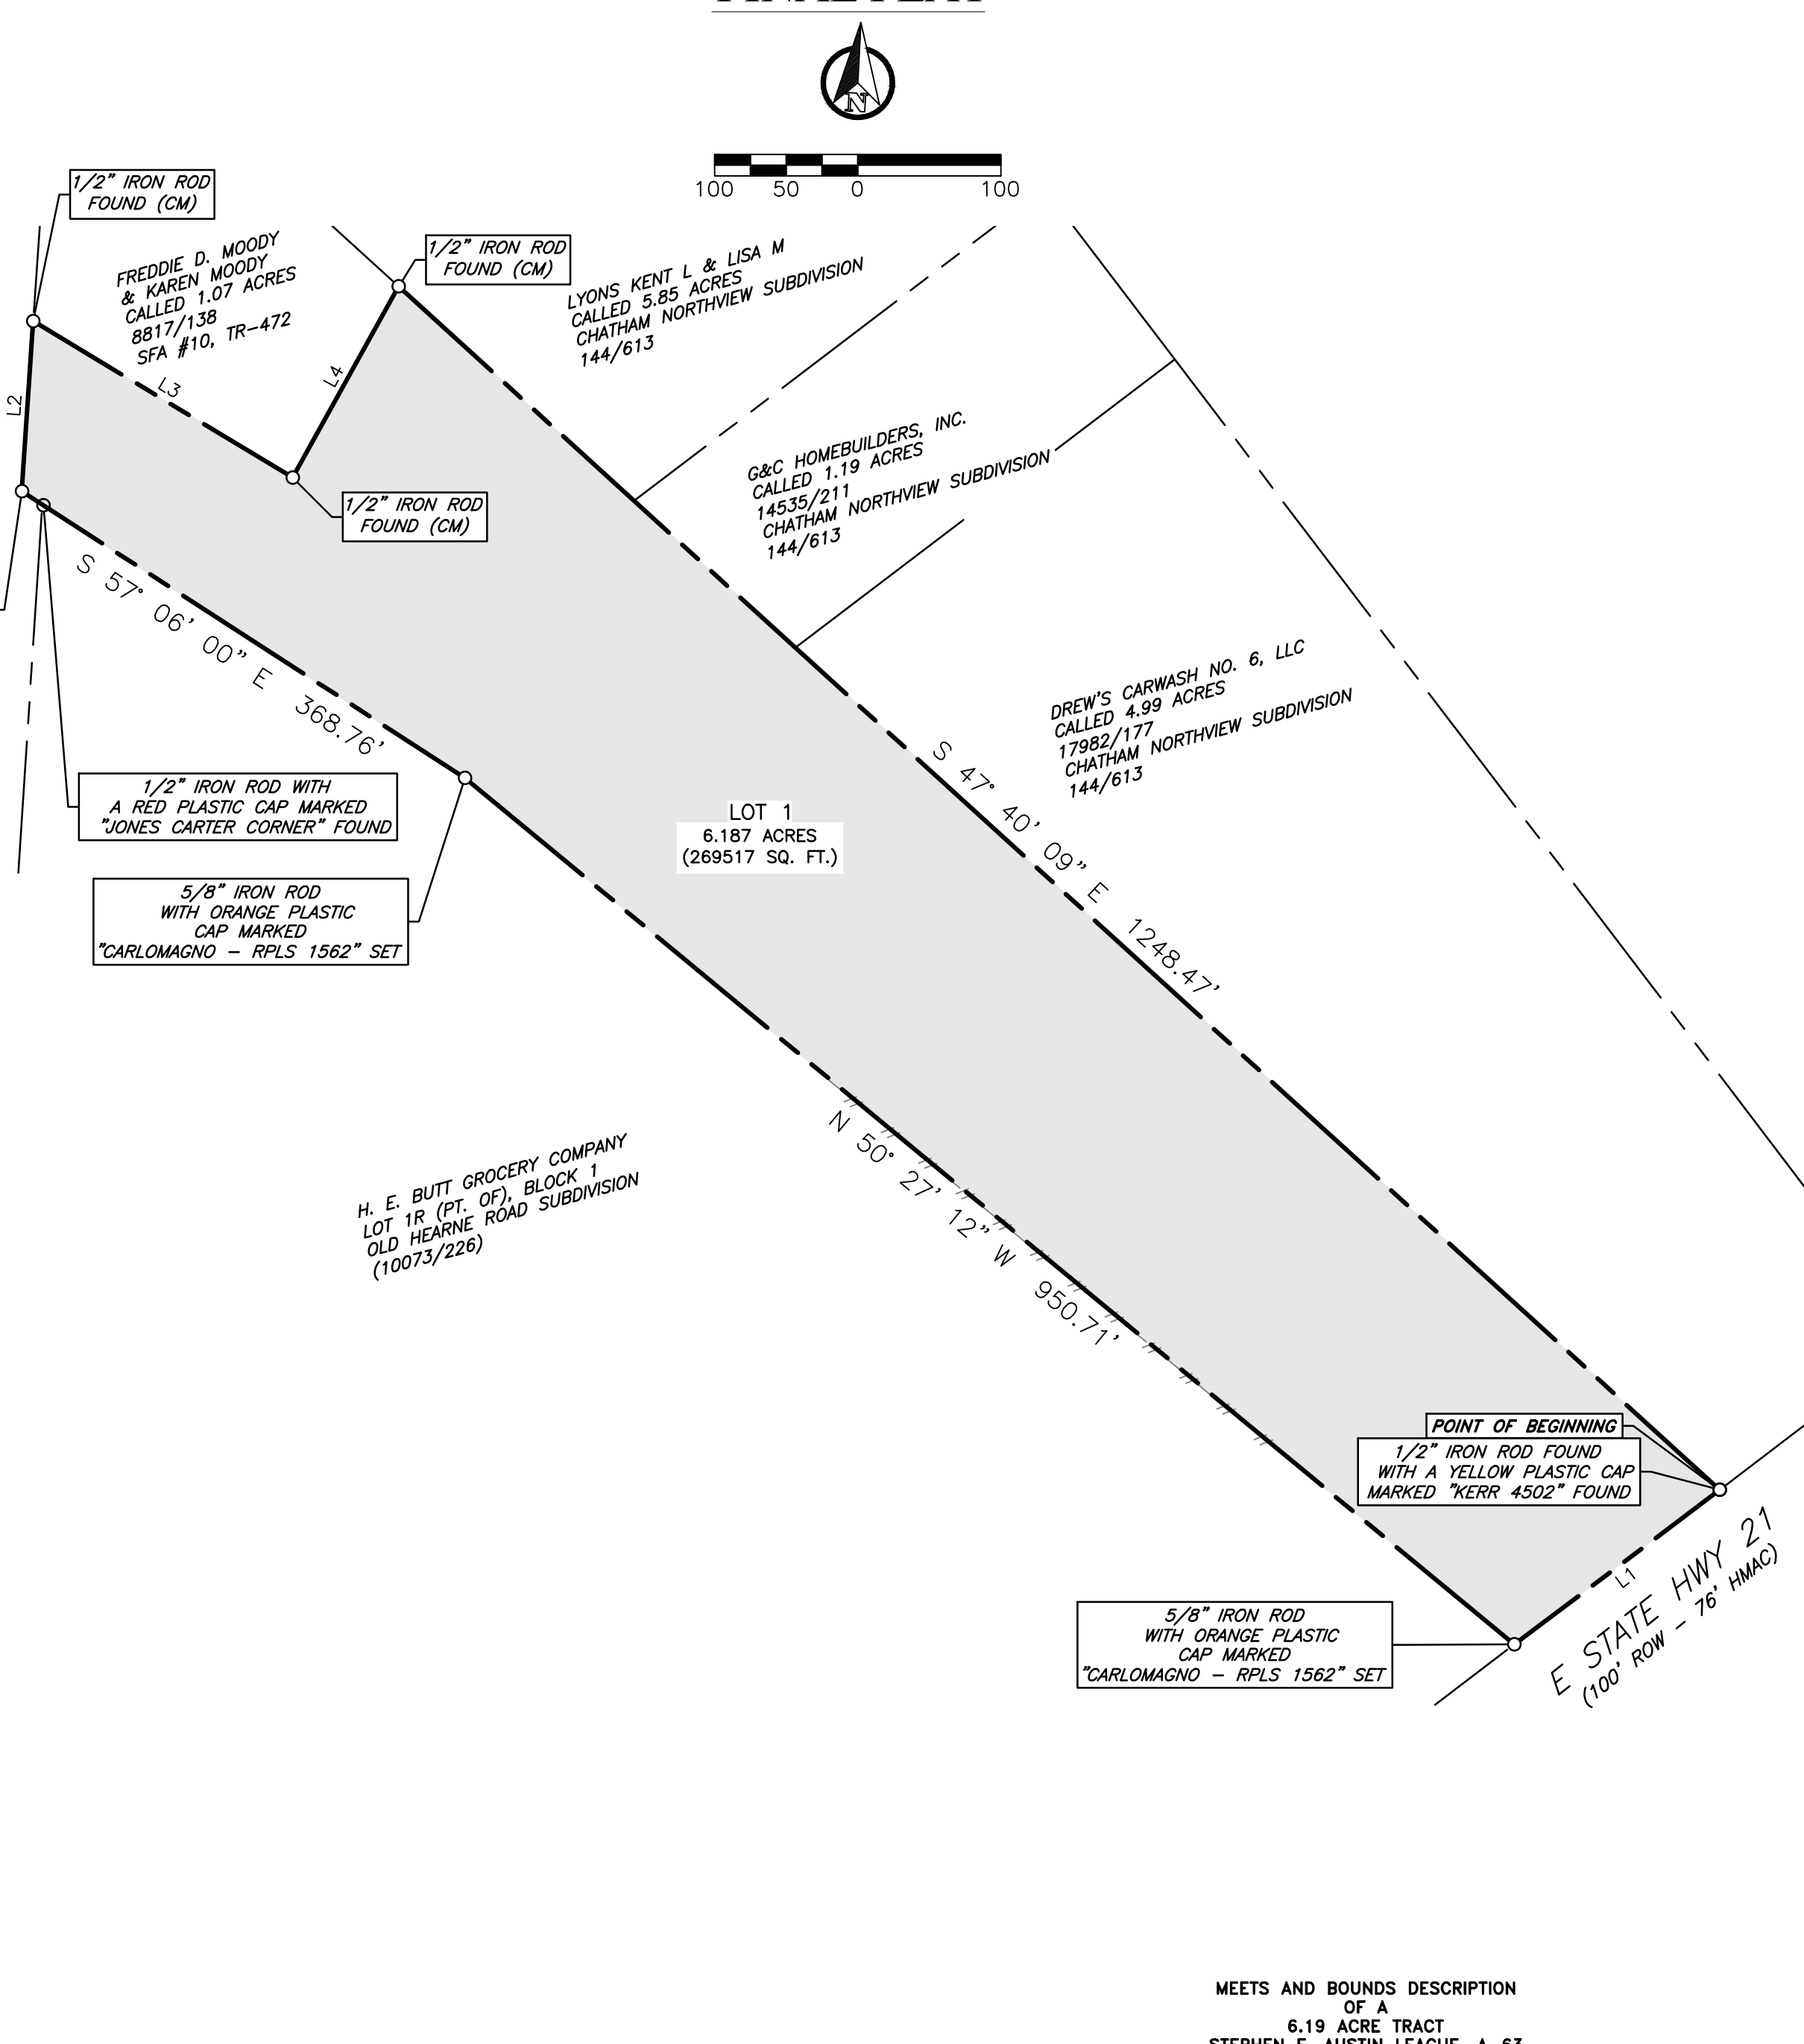 N
100 50 0 100
1/2" IRON ROD
FOUND (CM)
FREDDIE D. MOODY
& KAREN MOODY
CALLED 1.07 ACRES
8817/138
SFA #10, TR-472
1/2" IRON ROD
FOUND (CM)
LYONS KENT L & LISA M
CALLED 5.85 ACRES
CHATHAM NORTHVIEW SUBDIVISION
144/613
L2
L3
L4
1/2" IRON ROD
FOUND (CM)
G&C HOMEBUILDERS, INC.
CALLED 1.19 ACRES
14535/211
CHATHAM NORTHVIEW SUBDIVISION
144/613
S 57° 06' 00" E 368.76'
DREW'S CARWASH NO. 6, LLC
CALLED 4.99 ACRES
17982/177
CHATHAM NORTHVIEW SUBDIVISION
144/613
S 47° 40' 09" E 1248.47'
1/2" IRON ROD WITH
A RED PLASTIC CAP MARKED
"JONES CARTER CORNER" FOUND
LOT 1
6.187 ACRES
(269517 SQ. FT.)
5/8" IRON ROD
WITH ORANGE PLASTIC
CAP MARKED
"CARLOMAGNO - RPLS 1562" SET
N 50° 27' 12" W 950.71'
H. E. BUTT GROCERY COMPANY
LOT 1R (PT. OF), BLOCK 1
OLD HEARNE ROAD SUBDIVISION
(10073/226)
POINT OF BEGINNING
1/2" IRON ROD FOUND
WITH A YELLOW PLASTIC CAP
MARKED "KERR 4502" FOUND
L1
E STATE HWY 21
(100' ROW - 76' HMAC)
5/8" IRON ROD
WITH ORANGE PLASTIC
CAP MARKED
"CARLOMAGNO - RPLS 1562" SET
MEETS AND BOUNDS DESCRIPTION
OF A
6.19 ACRE TRACT
STEPHEN F. AUSTIN LEAGUE, A-63